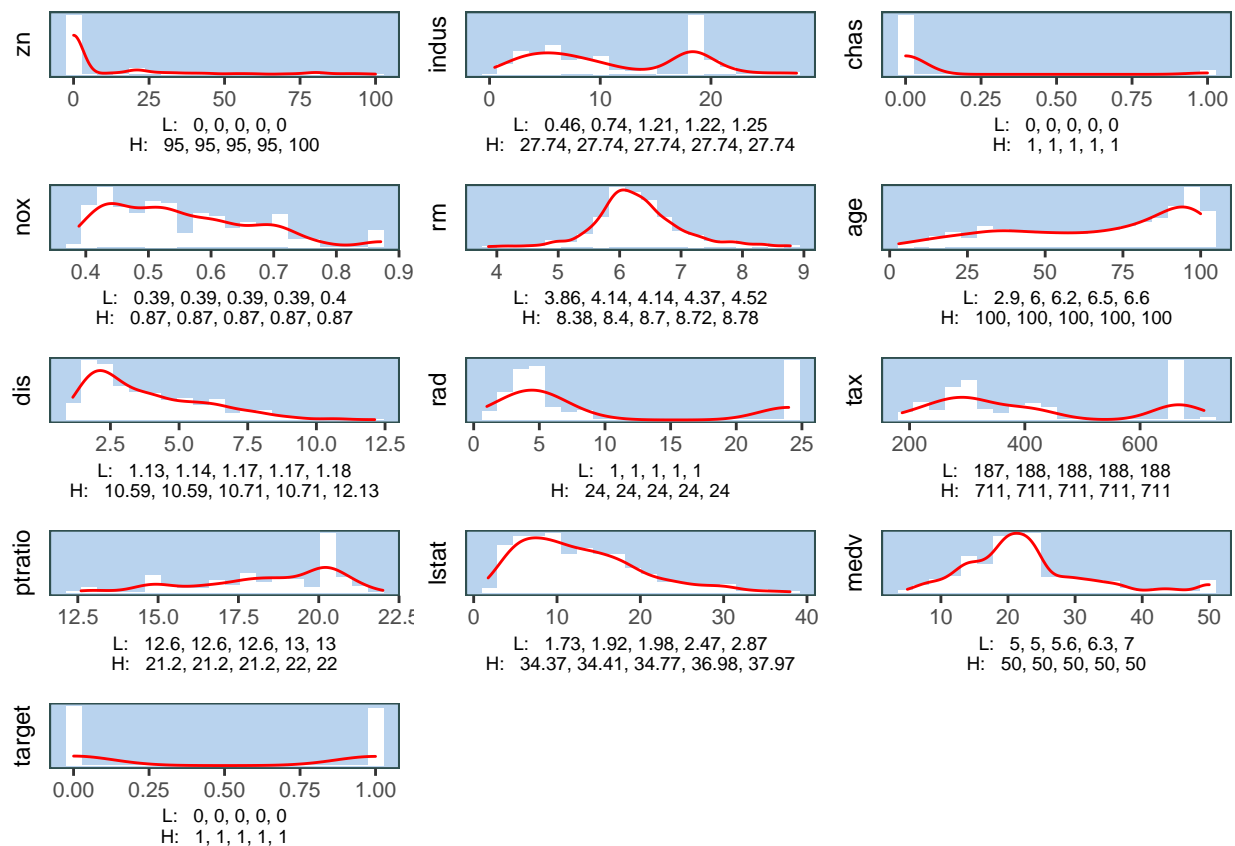 zn
0 25 50 75 100
L: 0, 0, 0, 0, 0
H: 95, 95, 95, 95, 100
indus
0 10 20
L: 0.46, 0.74, 1.21, 1.22, 1.25
H: 27.74, 27.74, 27.74, 27.74, 27.74
chas
0.00 0.25 0.50 0.75 1.00
L: 0, 0, 0, 0, 0
H: 1, 1, 1, 1, 1
nox
0.4 0.5 0.6 0.7 0.8 0.9
L: 0.39, 0.39, 0.39, 0.39, 0.4
H: 0.87, 0.87, 0.87, 0.87, 0.87
rm
4 5 6 7 8 9
L: 3.86, 4.14, 4.14, 4.37, 4.52
H: 8.38, 8.4, 8.7, 8.72, 8.78
age
0 25 50 75 100
L: 2.9, 6, 6.2, 6.5, 6.6
H: 100, 100, 100, 100, 100
dis
2.5 5.0 7.5 10.0 12.5
L: 1.13, 1.14, 1.17, 1.17, 1.18
H: 10.59, 10.59, 10.71, 10.71, 12.13
rad
0 5 10 15 20 25
L: 1, 1, 1, 1, 1
H: 24, 24, 24, 24, 24
tax
200 400 600
L: 187, 188, 188, 188, 188
H: 711, 711, 711, 711, 711
ptratio
12.5 15.0 17.5 20.0 22.5
L: 12.6, 12.6, 12.6, 13, 13
H: 21.2, 21.2, 21.2, 22, 22
lstat
0 10 20 30 40
L: 1.73, 1.92, 1.98, 2.47, 2.87
H: 34.37, 34.41, 34.77, 36.98, 37.97
medv
10 20 30 40 50
L: 5, 5, 5.6, 6.3, 7
H: 50, 50, 50, 50, 50
target
0.00 0.25 0.50 0.75 1.00
L: 0, 0, 0, 0, 0
H: 1, 1, 1, 1, 1